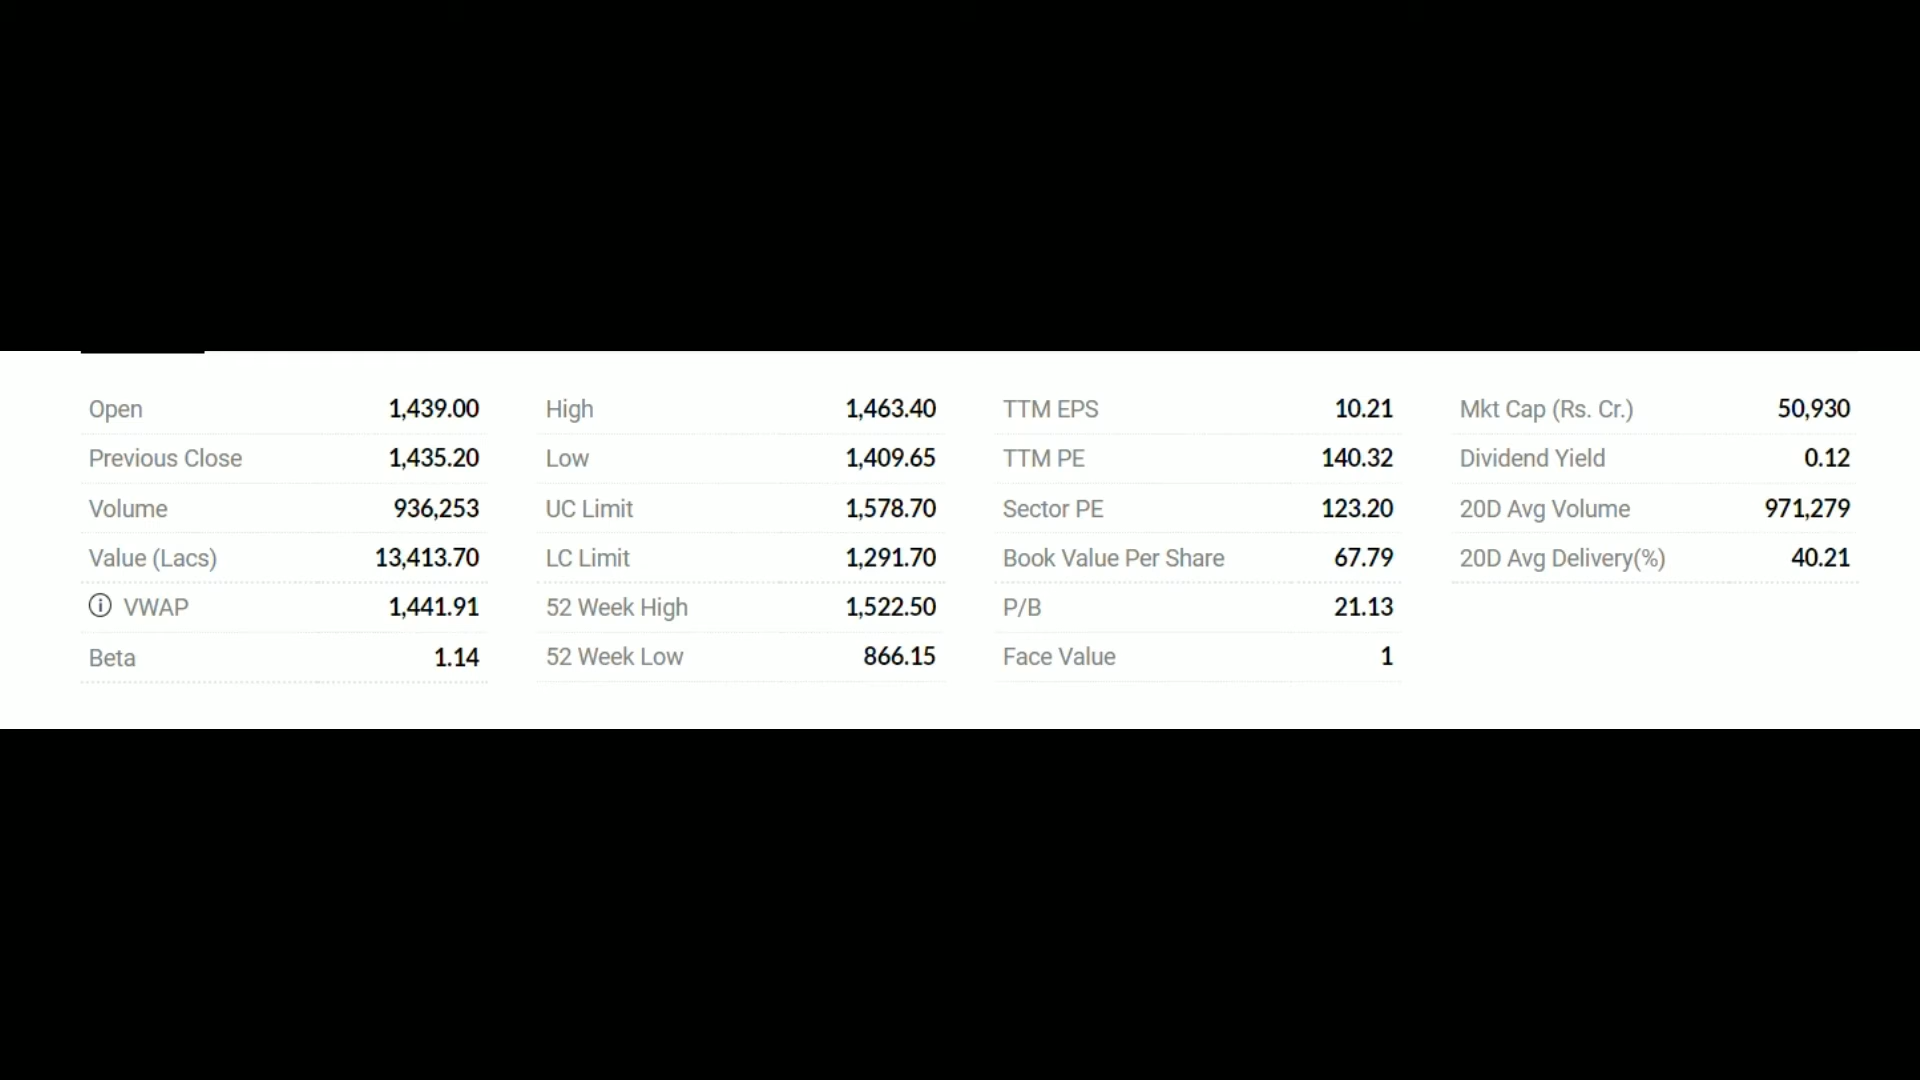 Open 1,439.00
Previous Close 1,435.20
Volume 936,253
Value (Lacs) 13,413.70
VWAP 1,441.91
Beta 1.14
High 1,463.40
Low 1,409.65
UC Limit 1,578.70
LC Limit 1,291.70
52 Week High 1,522.50
52 Week Low 866.15
TTM EPS 10.21
TTM PE 140.32
Sector PE 123.20
Book Value Per Share 67.79
P/B 21.13
Face Value 1
Mkt Cap (Rs. Cr.) 50,930
Dividend Yield 0.12
20D Avg Volume 971,279
20D Avg Delivery(%) 40.21